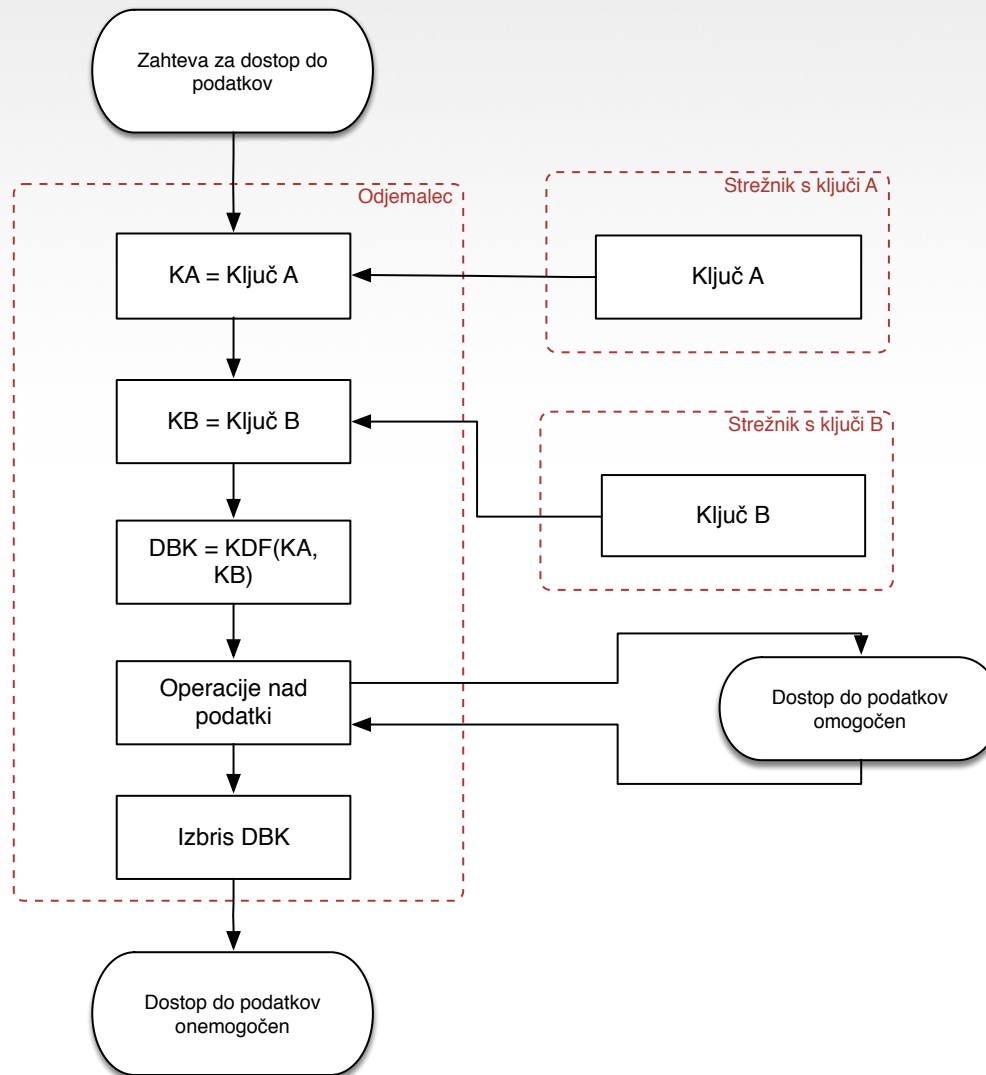 Zahteva za dostop do
podatkov
Odjemalec
Strežnik s ključi A
KA = Ključ A
Ključ A
KB = Ključ B
Strežnik s ključi B
Ključ B
DBK = KDF(KA,
KB)
Operacije nad
podatki
Dostop do podatkov
omogočen
Izbris DBK
Dostop do podatkov
onemogočen